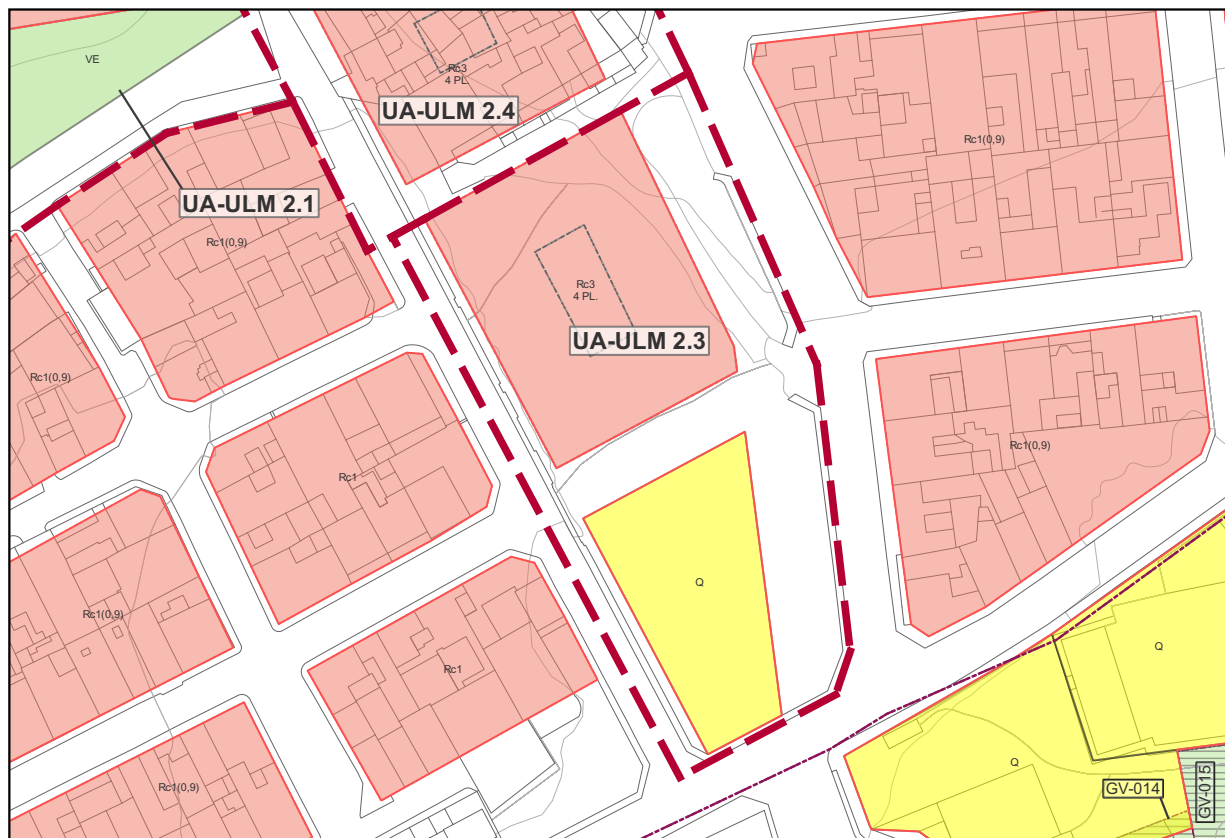 VE
Rc3
4 PL.
UA-ULM 2.4
Rc1(0,9)
UA-ULM 2.1
Rc1(0,9)
Rc3
4 PL.
UA-ULM 2.3
Rc1(0,9)
Rc1(0,9)
Rc1
Q
Rc1(0,9)
Rc1
Q
Q
Rc1(0,9)
GV-014
GV-015